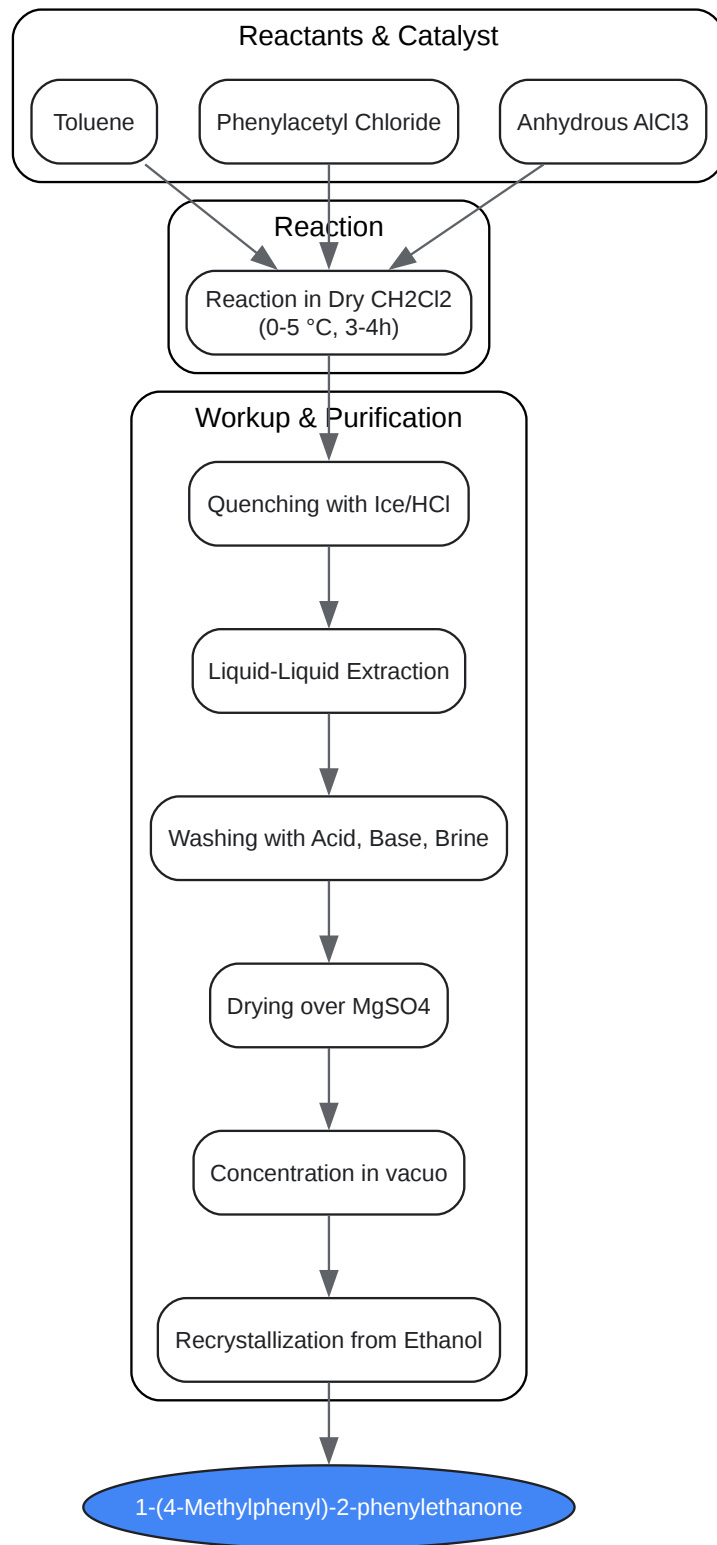 Reactants & Catalyst
Toluene
Phenylacetyl Chloride
Anhydrous AlCl3
Reaction
Reaction in Dry CH2Cl2
(0-5 °C, 3-4h)
Workup & Purification
Quenching with Ice/HCl
Liquid-Liquid Extraction
Washing with Acid, Base, Brine
Drying over MgSO4
Concentration in vacuo
Recrystallization from Ethanol
1-(4-Methylphenyl)-2-phenylethanone